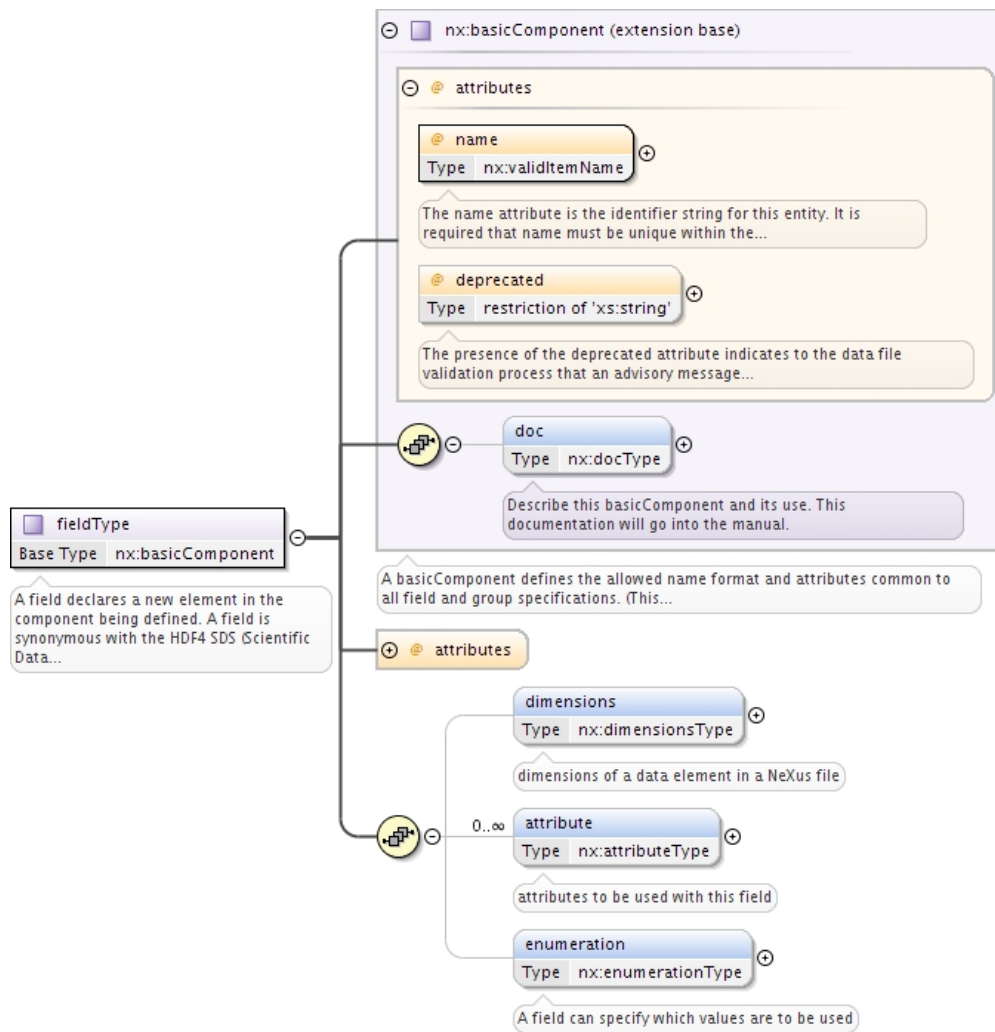 nx:basicComponent (extension base)
@ attributes
@ name
Type nx:validItemName
The name attribute is the identifier string for this entity. It is
required that name must be unique within the...
@ deprecated
Type restriction of 'xs:string'
The presence of the deprecated attribute indicates to the data file
validation process that an advisory message...
doc
Type nx:docType
Describe this basicComponent and its use. This
documentation will go into the manual.
fieldType
Base Type nx:basicComponent
A field declares a new element in the
component being defined. A field is
synonymous with the HDF4 SDS (Scientific
Data...
A basicComponent defines the allowed name format and attributes common to
all field and group specifications. (This...
@ attributes
dimensions
Type nx:dimensionsType
dimensions of a data element in a NeXus file
0..∞
attribute
Type nx:attributeType
attributes to be used with this field
enumeration
Type nx:enumerationType
A field can specify which values are to be used